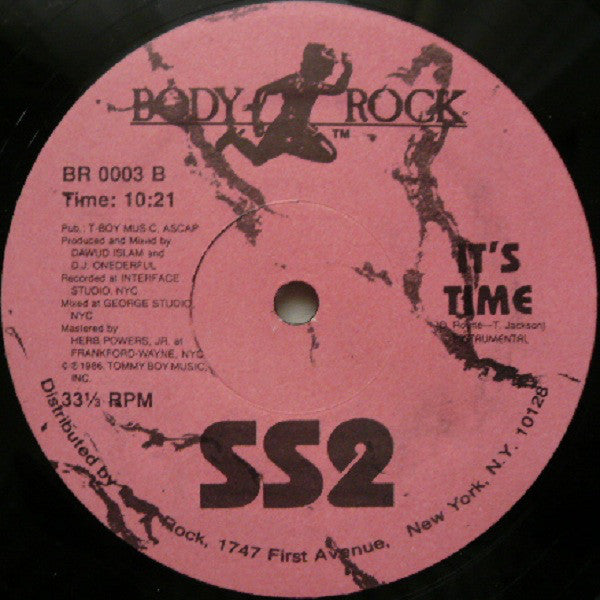 BODY ROCK
TM
BR 0003 B
Time: 10:21
Pub.: T-BOY MUSIC, ASCAP
Produced and Mixed by
DAWUD ISLAM and
D.J. ONEDERFUL
Recorded at INTERFACE
STUDIO, NYC
Mixed at GEORGE STUDIO,
NYC
Mastered by
HERB POWERS, JR. at
FRANKFORD-WAYNE, NYC
© ℗ 1986, TOMMY BOY MUSIC,
INC.
33⅓ RPM
IT'S
TIME
T. Jackson)
INSTRUMENTAL
SS2
Distributed by Rock, 1747 First Avenue, New York, N.Y. 10128